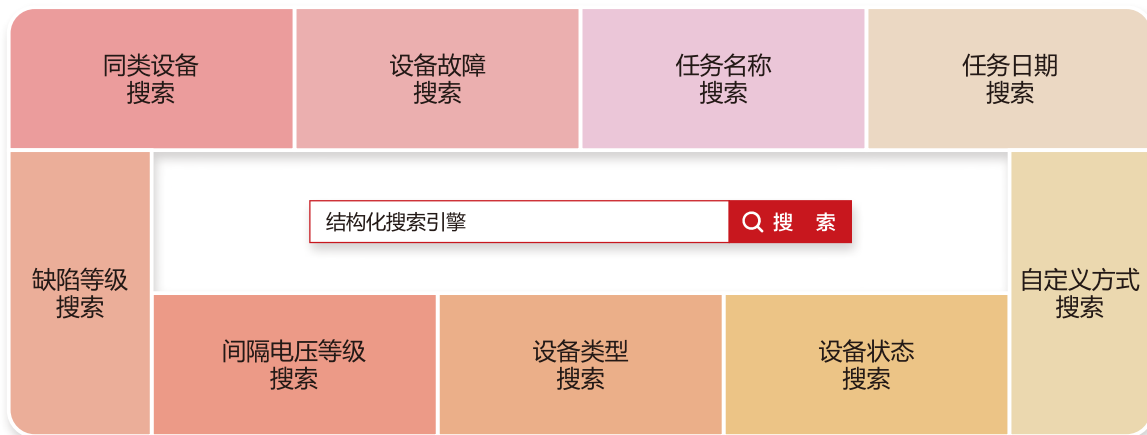 同类设备
搜索
设备故障
搜索
任务名称
搜索
任务日期
搜索
结构化搜索引擎
搜 索
缺陷等级
搜索
自定义方式
搜索
间隔电压等级
搜索
设备类型
搜索
设备状态
搜索